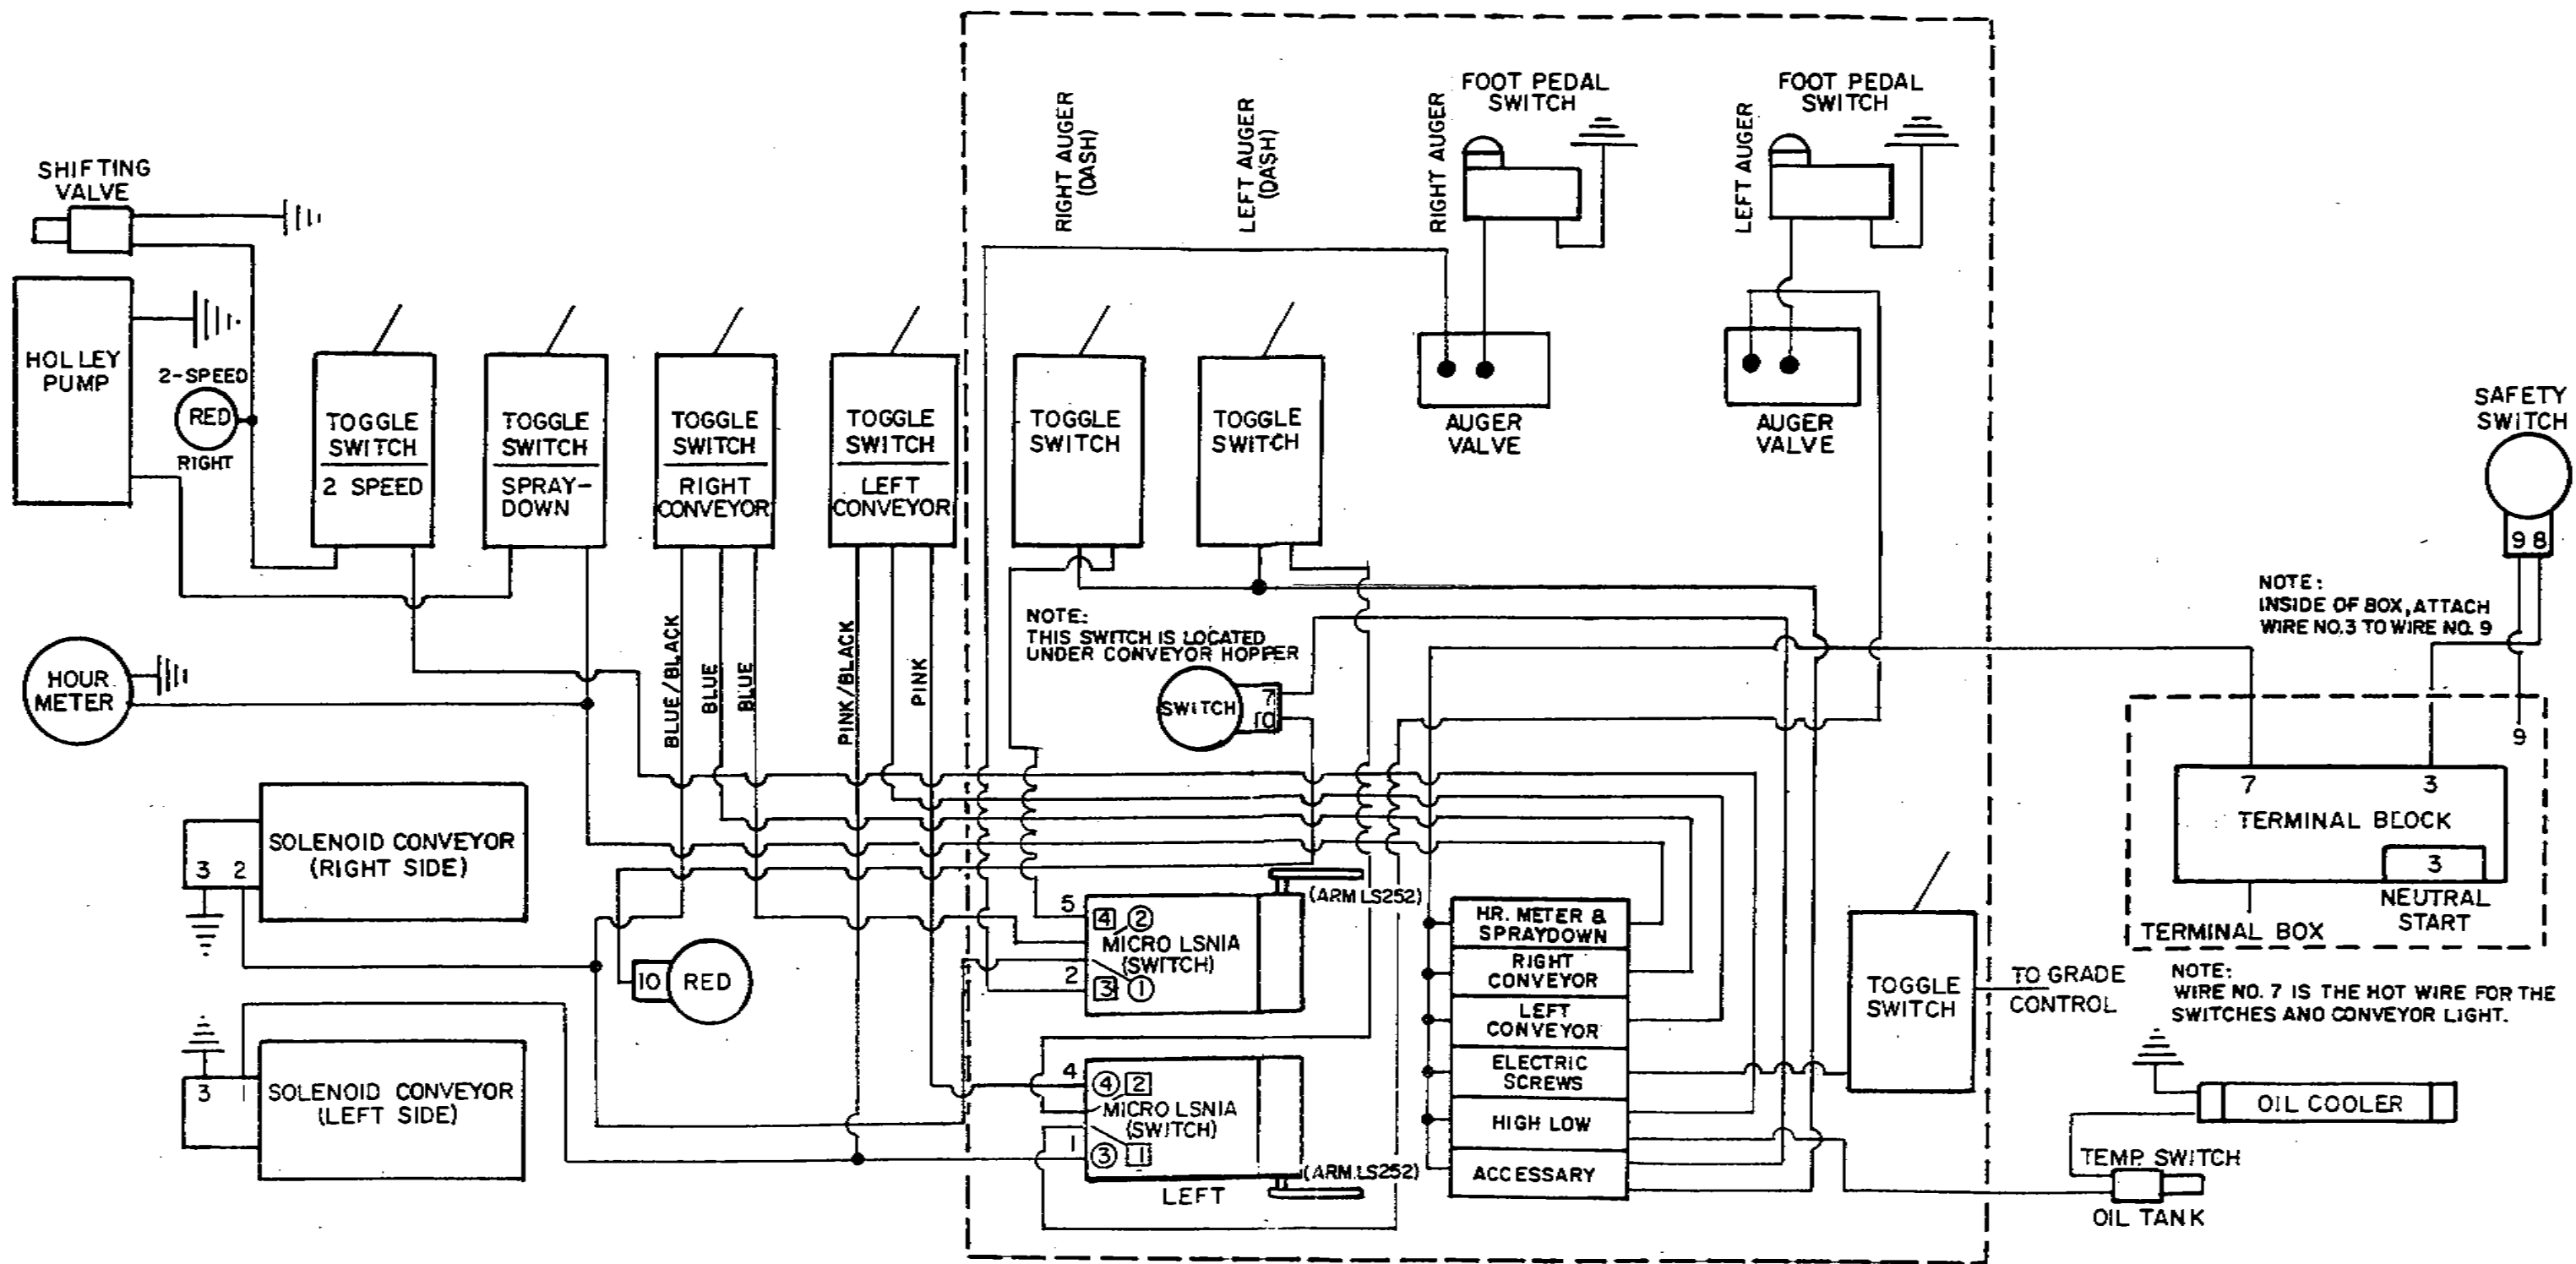 SHIFTING
VALVE
HOLLEY
PUMP
2-SPEED
RED
RIGHT
TOGGLE
SWITCH
2 SPEED
TOGGLE
SWITCH
SPRAY-
DOWN
TOGGLE
SWITCH
RIGHT
CONVEYOR
TOGGLE
SWITCH
LEFT
CONVEYOR
RIGHT AUGER
(DASH)
TOGGLE
SWITCH
LEFT AUGER
(DASH)
TOGGLE
SWITCH
RIGHT AUGER
FOOT PEDAL
SWITCH
AUGER
VALVE
LEFT AUGER
FOOT PEDAL
SWITCH
AUGER
VALVE
SAFETY
SWITCH
9 8
NOTE:
INSIDE OF BOX, ATTACH
WIRE NO.3 TO WIRE NO. 9
HOUR
METER
BLUE/BLACK
BLUE
BLUE
PINK/BLACK
PINK
NOTE:
THIS SWITCH IS LOCATED
UNDER CONVEYOR HOPPER
SWITCH
7
10
9
7
3
TERMINAL BLOCK
3
NEUTRAL
START
TERMINAL BOX
SOLENOID CONVEYOR
(RIGHT SIDE)
3 2
10
RED
SOLENOID CONVEYOR
(LEFT SIDE)
3 1
5
4 2
MICRO LSNIA
(SWITCH)
2
3 1
(ARM LS252)
4
4 2
MICRO LSNIA
(SWITCH)
1
3 1
(ARM LS252)
LEFT
HR. METER &
SPRAYDOWN
RIGHT
CONVEYOR
LEFT
CONVEYOR
ELECTRIC
SCREWS
HIGH LOW
ACCESSARY
TOGGLE
SWITCH
TO GRADE
CONTROL
NOTE:
WIRE NO. 7 IS THE HOT WIRE FOR THE
SWITCHES AND CONVEYOR LIGHT.
OIL COOLER
TEMP. SWITCH
OIL TANK